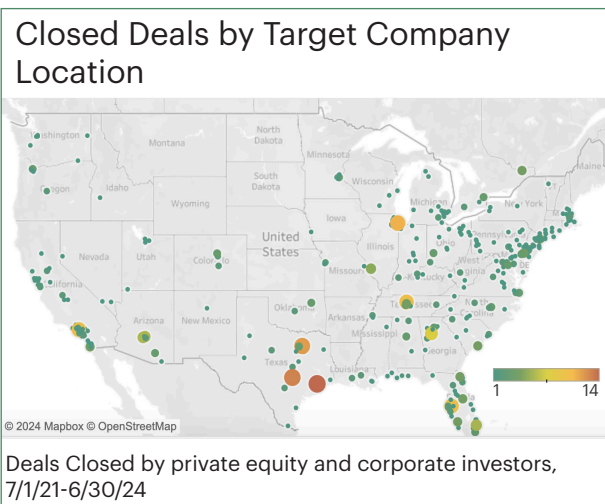 Closed Deals by Target Company
Location
Washington
Montana
North
Dakota
Minnesota
Maine
Oregon
Idaho
South
Dakota
Wisconsin
Wyoming
Michigan
New York
Iowa
United
States
Nevada
Utah
Colorado
Illinois
Ohio
Pennsylvania
West
Virginia
DE
California
Missouri
Kentucky
Arizona
New Mexico
Oklahoma
Arkansas
Tennessee
Carolina
Mississippi
Georgia
Texas
Louisiana
1
14
© 2024 Mapbox © OpenStreetMap
Deals Closed by private equity and corporate investors,
7/1/21-6/30/24